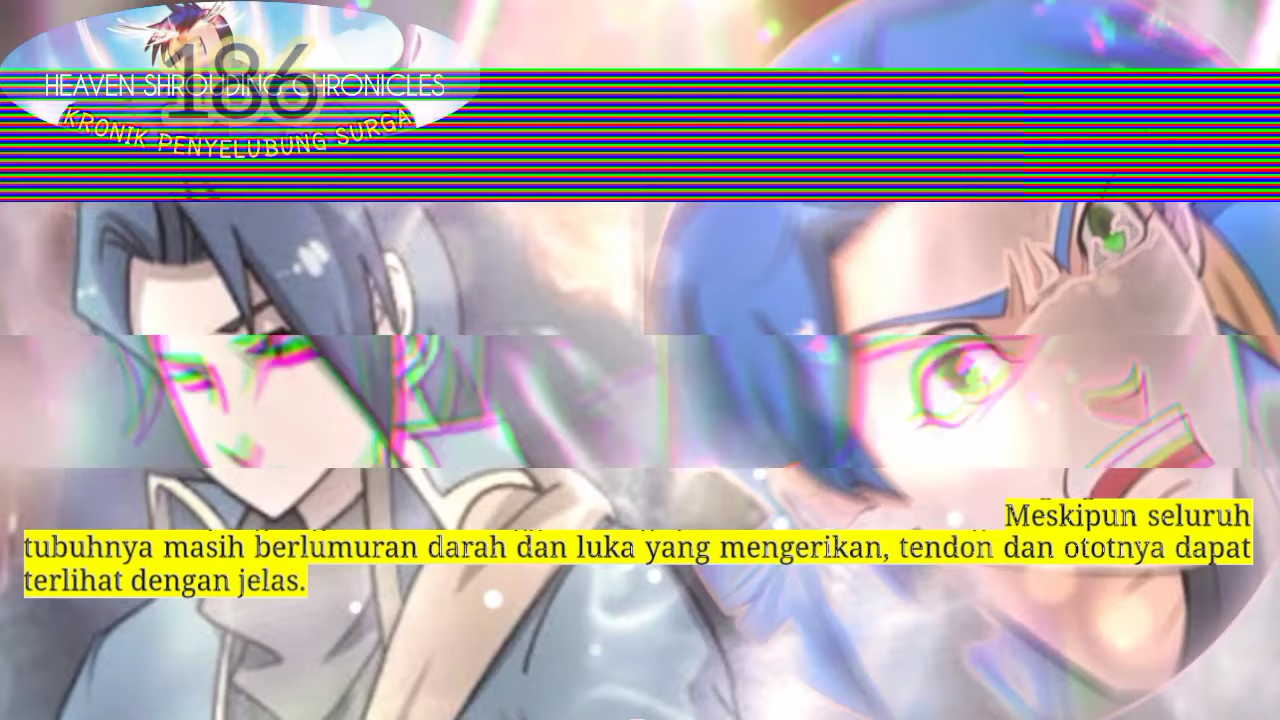 186
HEAVEN SHROUDING CHRONICLES
KRONIK PENYELUBUNG SURGA
Meskipun seluruh
tubuhnya masih berlumuran darah dan luka yang mengerikan, tendon dan ototnya dapat
terlihat dengan jelas.